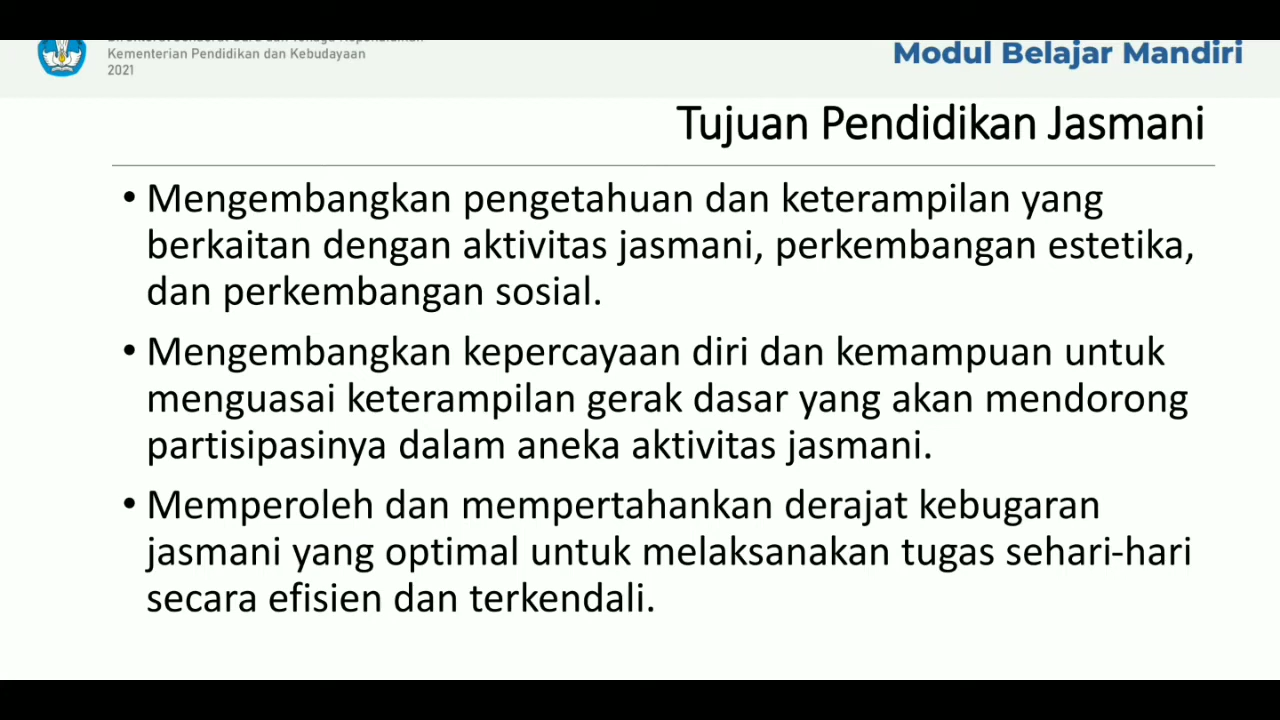 Kementerian Pendidikan dan Kebudayaan
2021
Modul Belajar Mandiri
Tujuan Pendidikan Jasmani
• Mengembangkan pengetahuan dan keterampilan yang
berkaitan dengan aktivitas jasmani, perkembangan estetika,
dan perkembangan sosial.
• Mengembangkan kepercayaan diri dan kemampuan untuk
menguasai keterampilan gerak dasar yang akan mendorong
partisipasinya dalam aneka aktivitas jasmani.
• Memperoleh dan mempertahankan derajat kebugaran
jasmani yang optimal untuk melaksanakan tugas sehari-hari
secara efisien dan terkendali.